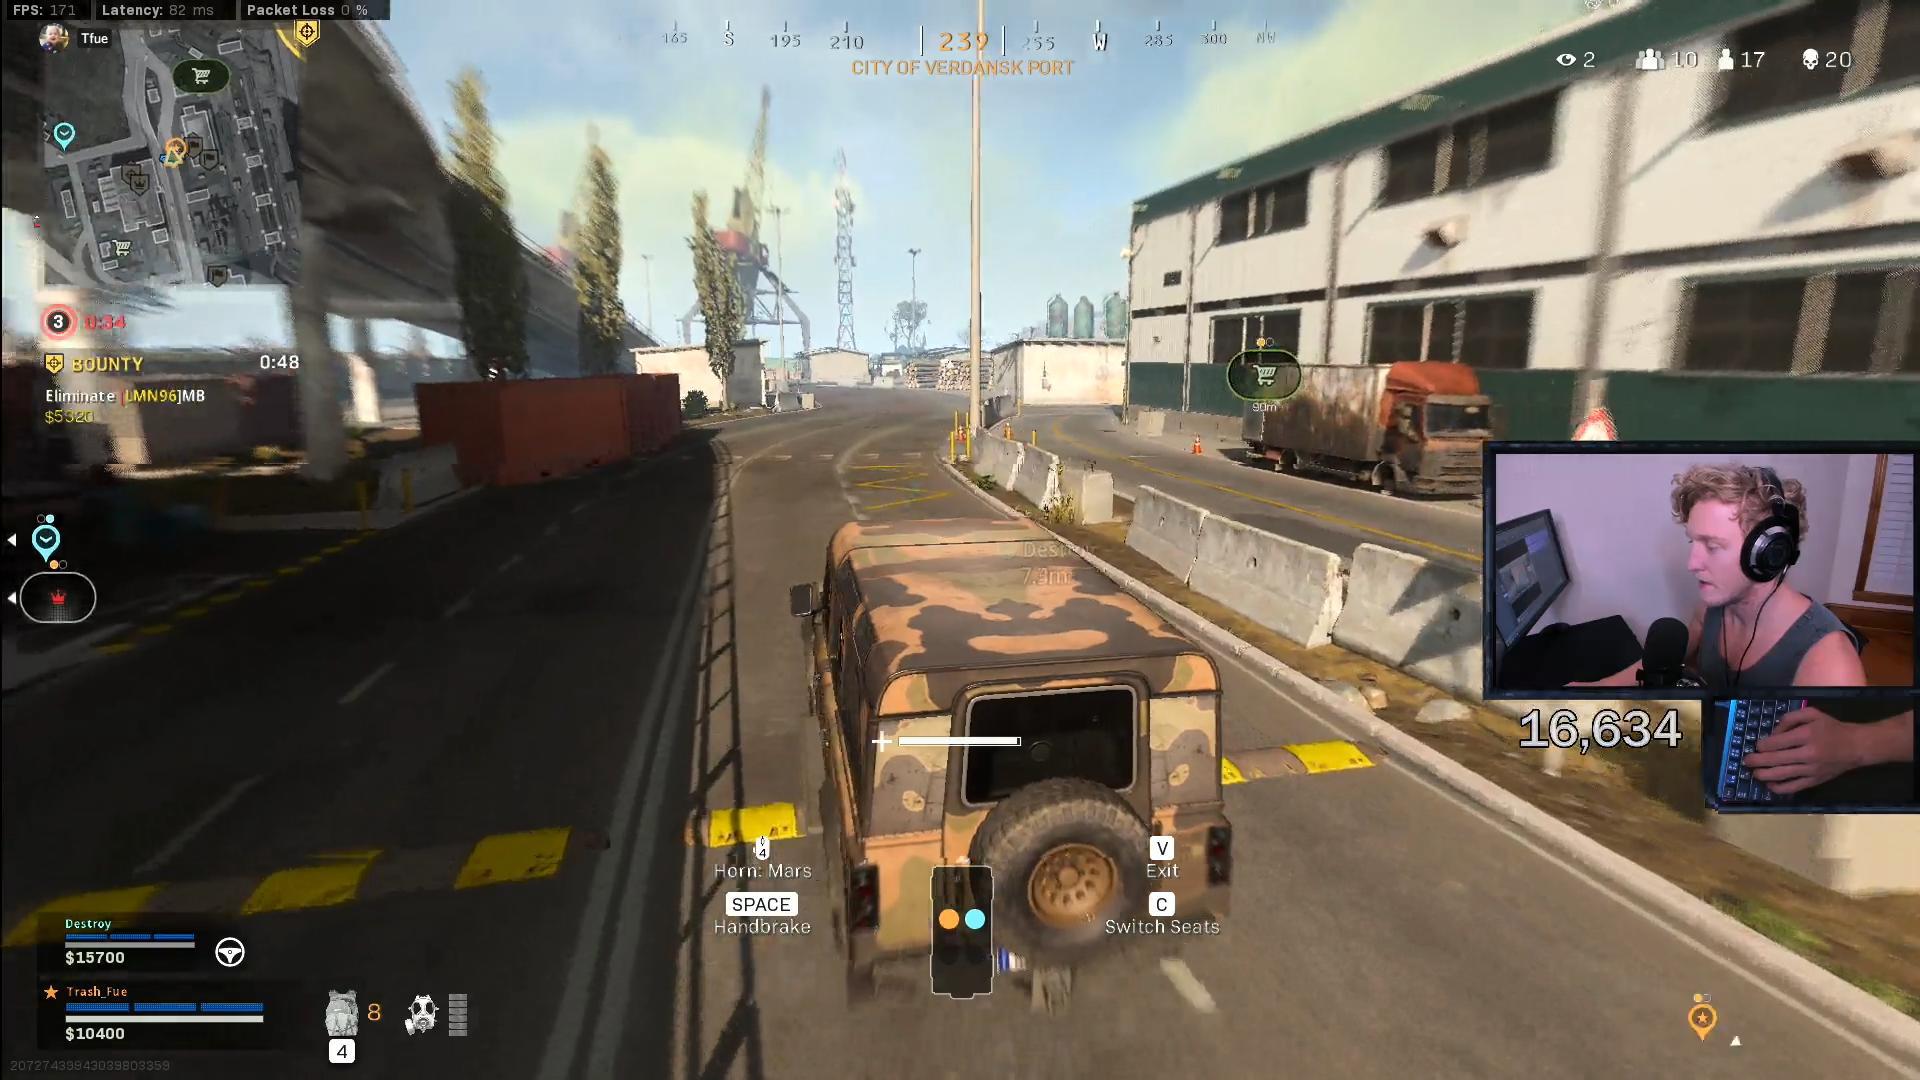 FPS: 171 Latency: 82 ms Packet Loss 0 %
Tfue
165 S 195 210 239 255 W 285 300 NW
CITY OF VERDANSK PORT
2 10 17 20
3 0:34
BOUNTY 0:48
Eliminate [LMN96]MB
$5320
90m
Destroy
7.3m
16,634
4
Horn: Mars
SPACE
Handbrake
V
Exit
C
Switch Seats
Destroy
$15700
Trash_Fue
$10400
8
4
20727439943039803359